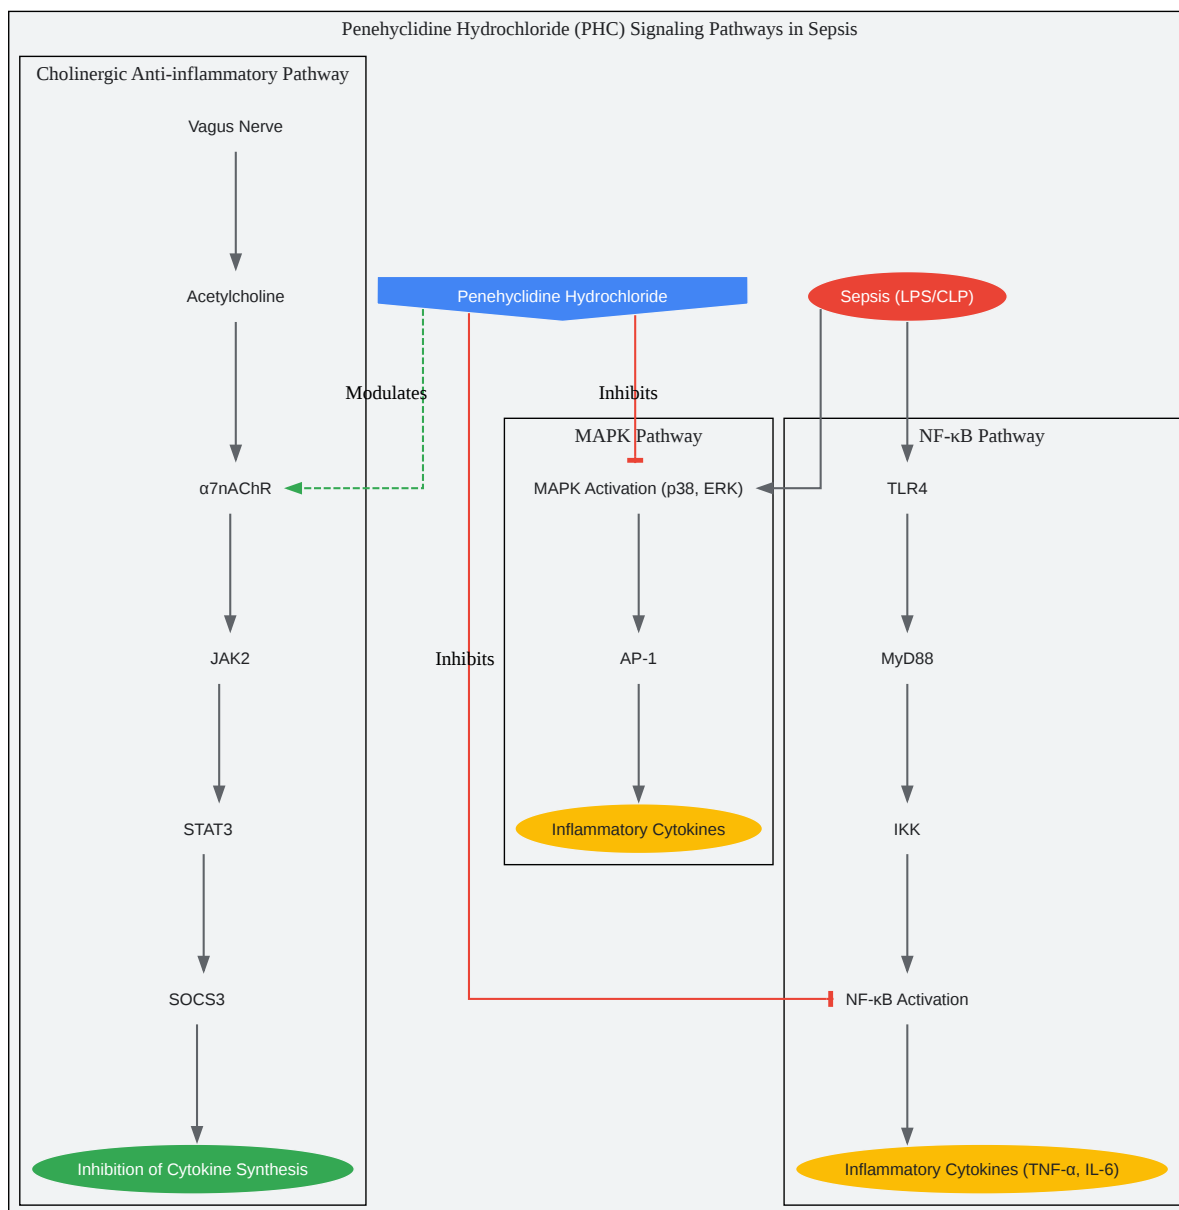 Penehyclidine Hydrochloride (PHC) Signaling Pathways in Sepsis
Cholinergic Anti-inflammatory Pathway
Vagus Nerve
Acetylcholine
Penehyclidine Hydrochloride
Sepsis (LPS/CLP)
Modulates
Inhibits
MAPK Pathway
NF-κB Pathway
α7nAChR
MAPK Activation (p38, ERK)
TLR4
JAK2
Inhibits
AP-1
MyD88
STAT3
Inflammatory Cytokines
IKK
SOCS3
NF-κB Activation
Inhibition of Cytokine Synthesis
Inflammatory Cytokines (TNF-α, IL-6)